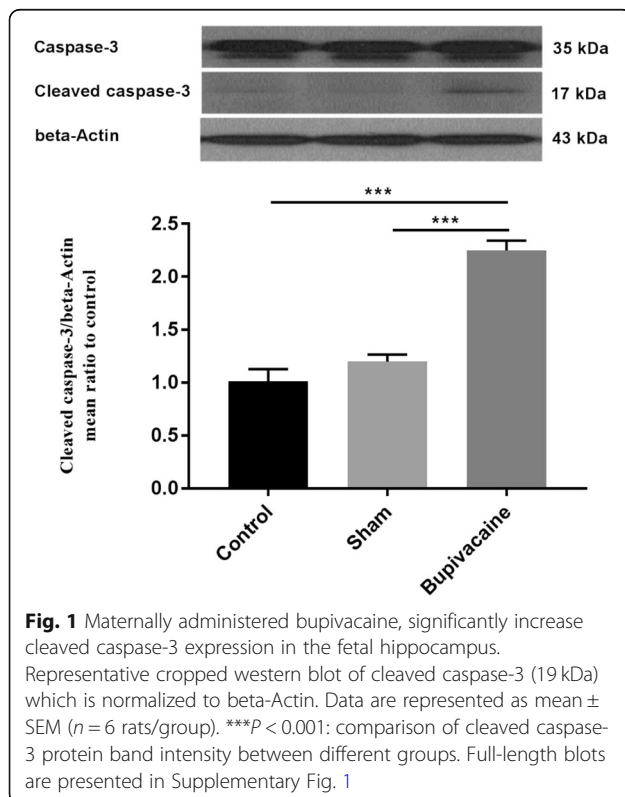 Caspase-3 35 kDa
Cleaved caspase-3 17 kDa
beta-Actin 43 kDa
***
***
Cleaved caspase-3/beta-Actin
mean ratio to control
2.5
2.0
1.5
1.0
0.5
0.0
Control
Sham
Bupivacaine
Fig. 1 Maternally administered bupivacaine, significantly increase
cleaved caspase-3 expression in the fetal hippocampus.
Representative cropped western blot of cleaved caspase-3 (19 kDa)
which is normalized to beta-Actin. Data are represented as mean ±
SEM (n = 6 rats/group). ***P < 0.001: comparison of cleaved caspase-
3 protein band intensity between different groups. Full-length blots
are presented in Supplementary Fig. 1